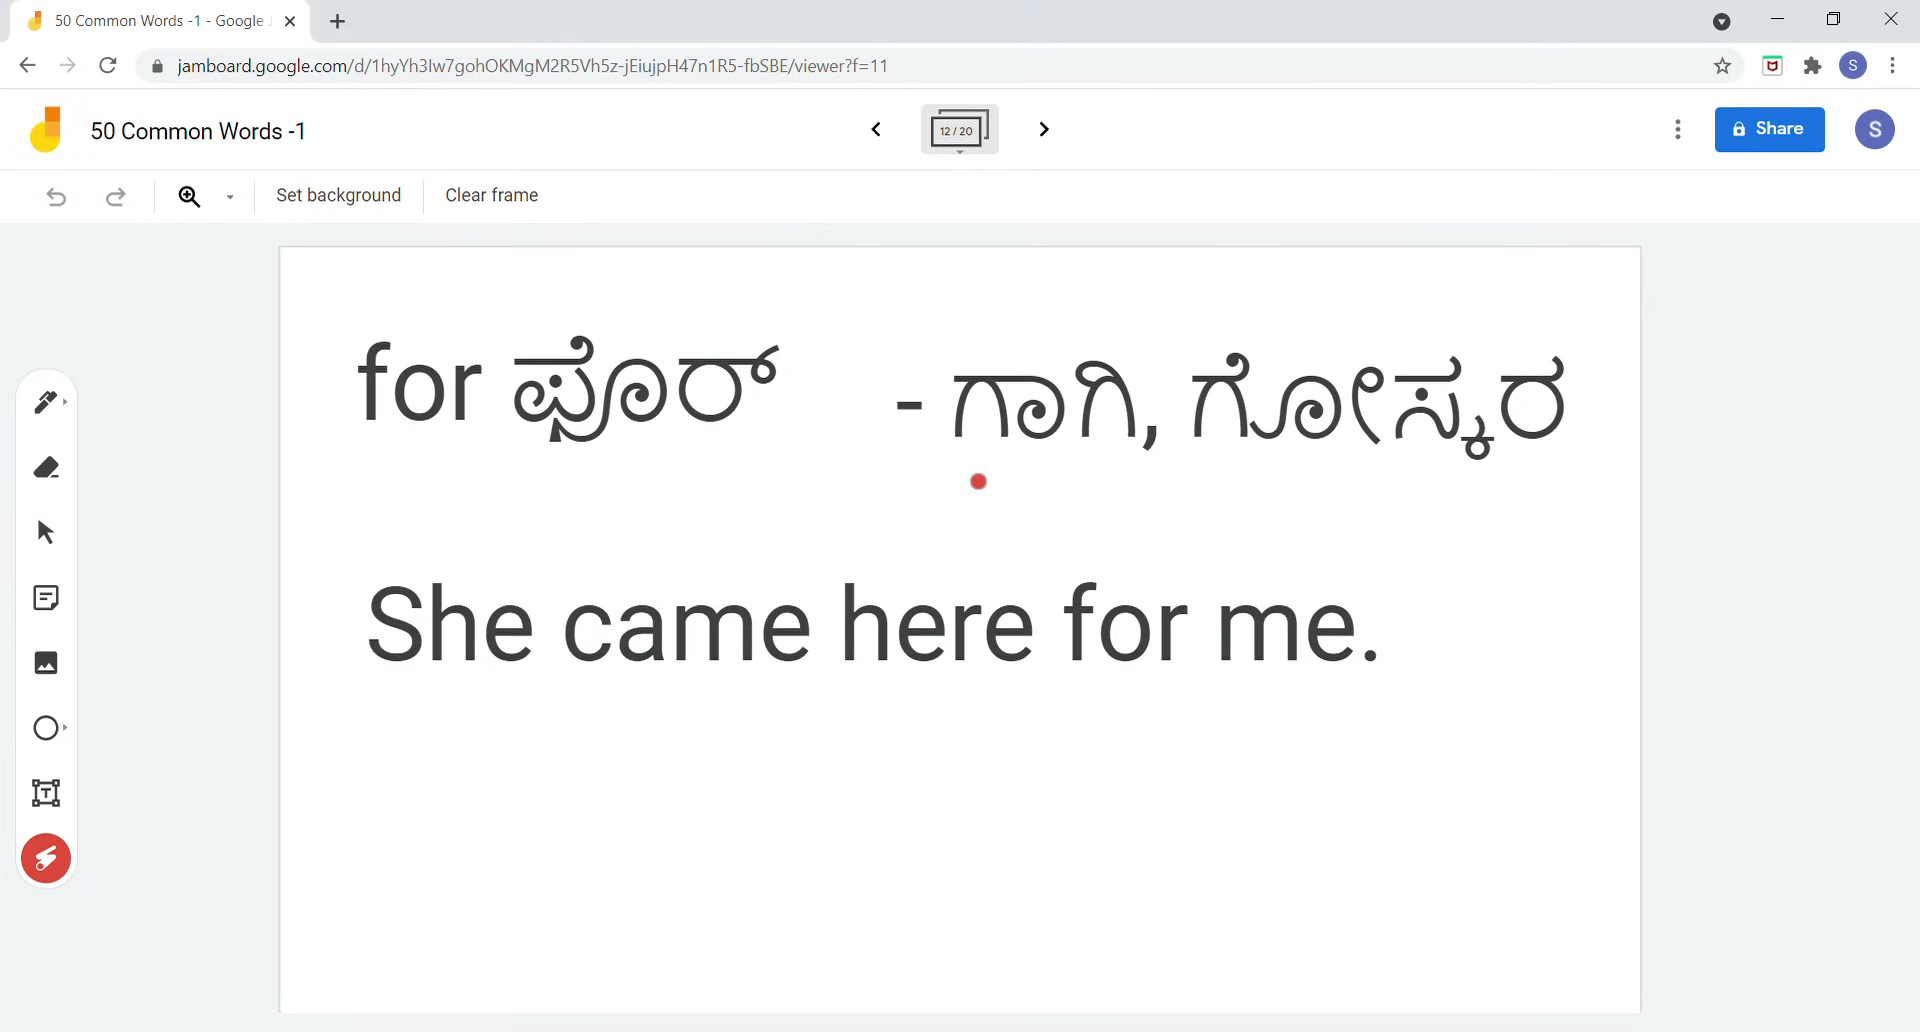 50 Common Words -1 - Google J
jamboard.google.com/d/1hyYh3Iw7gohOKMgM2R5Vh5z-jEiujpH47n1R5-fbSBE/viewer?f=11
S
50 Common Words -1
12 / 20
Share
S
Set background
Clear frame
for ಫೊರ್ - ಗಾಗಿ, ಗೋಸ್ಕರ
She came here for me.